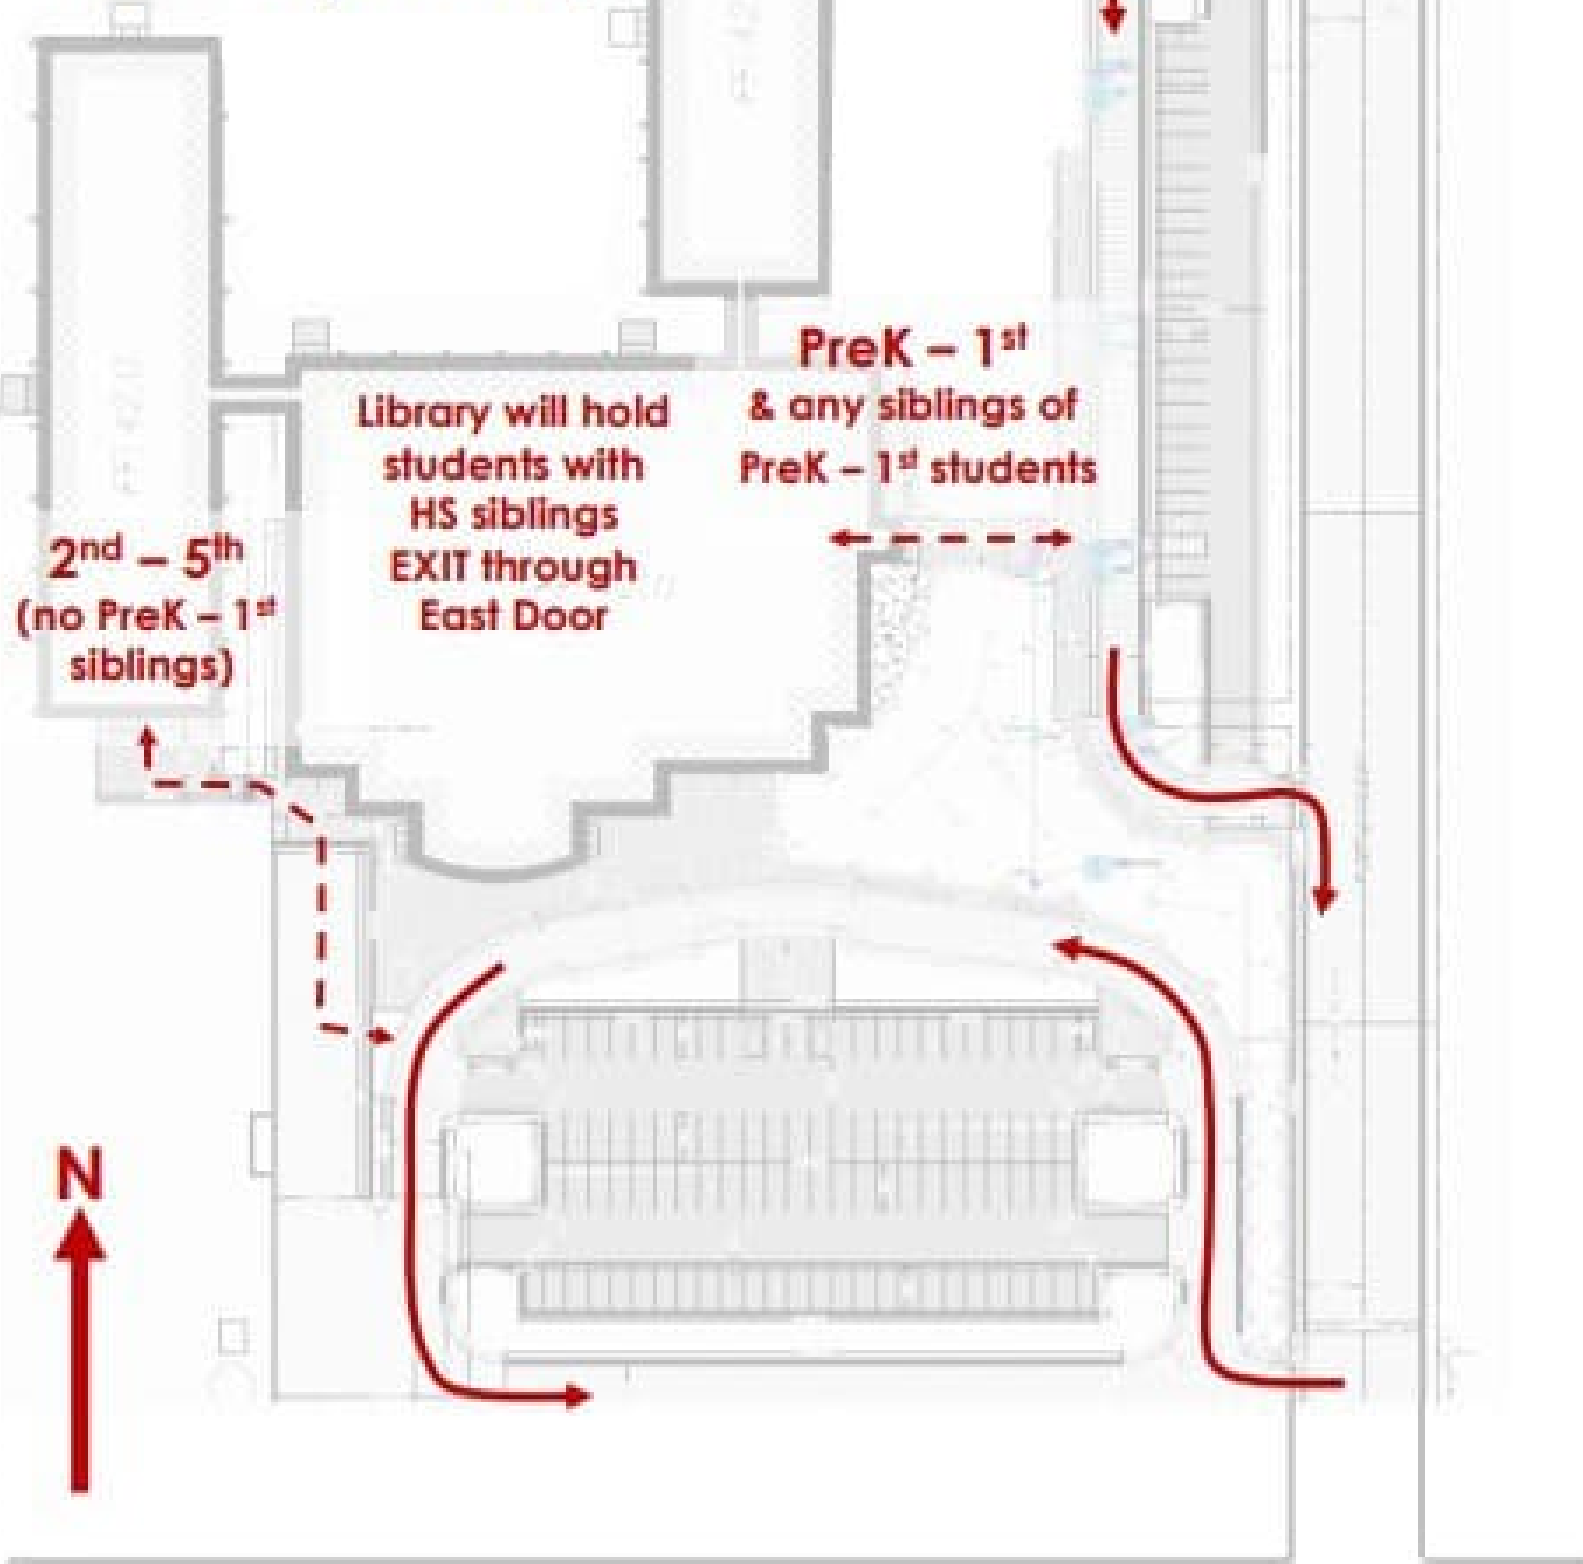 PreK – 1st
& any siblings of
PreK – 1st students
Library will hold
students with
HS siblings
EXIT through
East Door
2nd – 5th
(no PreK – 1st
siblings)
N